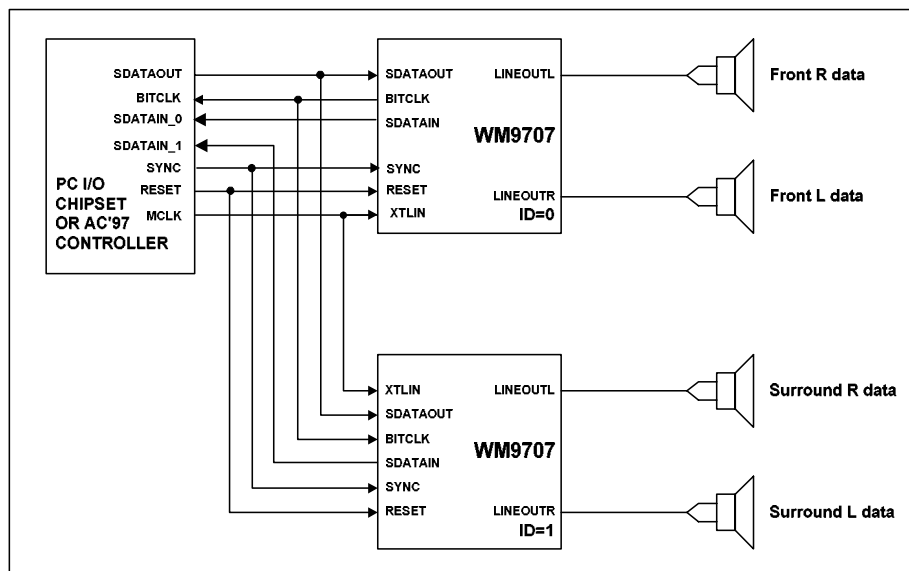 SDATAOUT
BITCLK
SDATAIN_0
SDATAIN_1
SYNC
RESET
MCLK
PC I/O
CHIPSET
OR AC'97
CONTROLLER
SDATAOUT
BITCLK
SDATAIN
SYNC
RESET
XTLIN
WM9707
LINEOUTL
LINEOUTR
ID=0
Front R data
Front L data
XTLIN
SDATAOUT
BITCLK
SDATAIN
SYNC
RESET
WM9707
LINEOUTL
LINEOUTR
ID=1
Surround R data
Surround L data